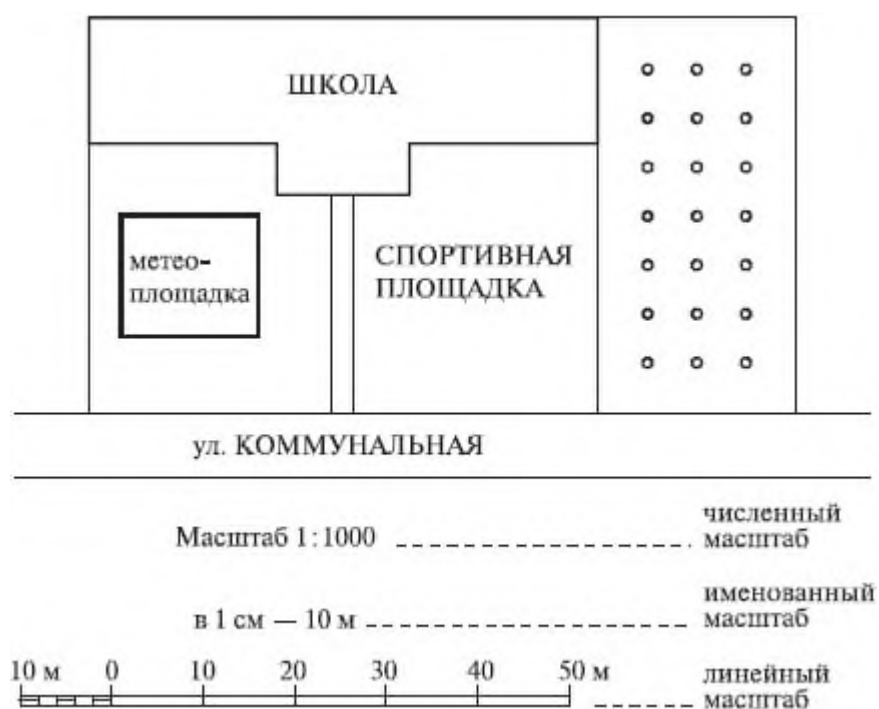 ШКОЛА
метео-
площадка
СПОРТИВНАЯ
ПЛОЩАДКА
ул. КОММУНАЛЬНАЯ
Масштаб 1:1000
численный
масштаб
в 1 см — 10 м
именованный
масштаб
10 м 0 10 20 30 40 50 м
линейный
масштаб